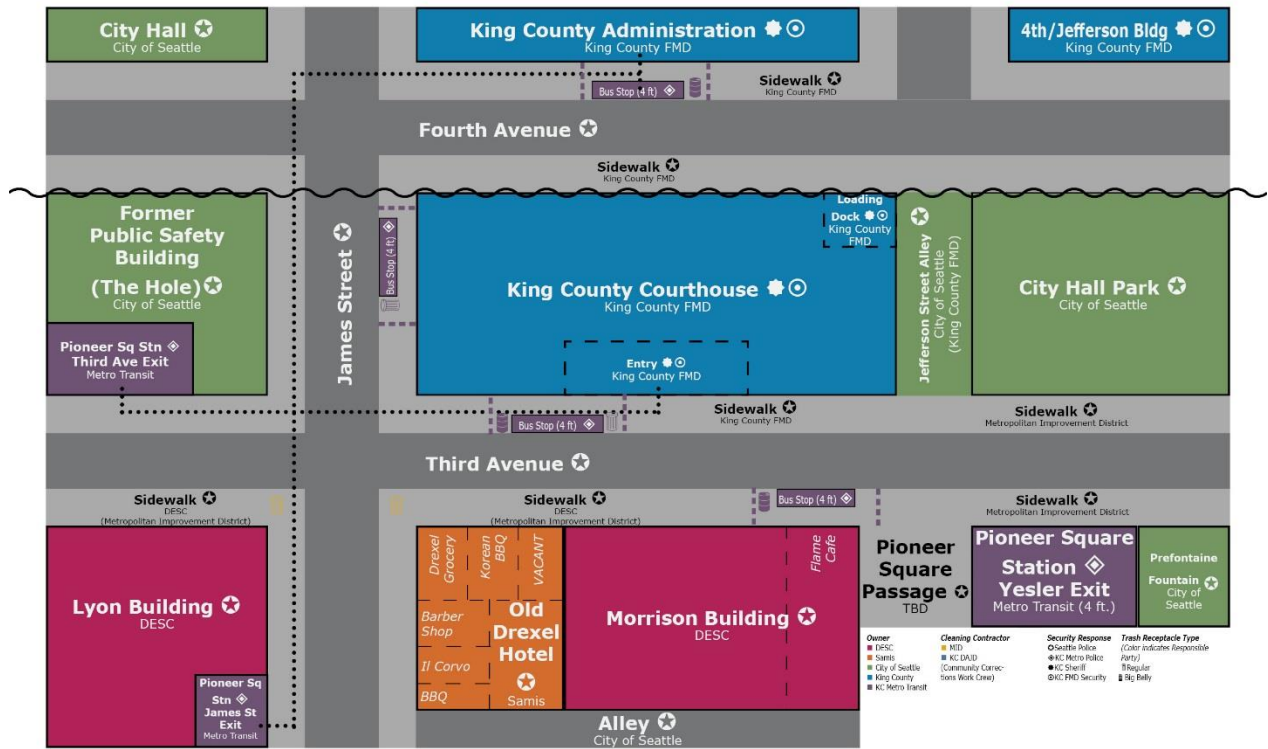 City Hall
City of Seattle
King County Administration
King County FMD
4th/Jefferson Bldg
King County FMD
Bus Stop (4 ft)
Sidewalk
King County FMD
Fourth Avenue
Sidewalk
King County FMD
Former
Public Safety
Building
(The Hole)
City of Seattle
Pioneer Sq Stn
Third Ave Exit
Metro Transit
James Street
Bus Stop (4 ft)
King County Courthouse
King County FMD
Loading
Dock
King County
FMD
Entry
King County FMD
Jefferson Street Alley
City of Seattle
(King County FMD)
City Hall Park
City of Seattle
Bus Stop (4 ft)
Sidewalk
King County FMD
Sidewalk
Metropolitan Improvement District
Third Avenue
Sidewalk
DESC
(Metropolitan Improvement District)
Sidewalk
DESC
(Metropolitan Improvement District)
Bus Stop (4 ft)
Sidewalk
Metropolitan Improvement District
Lyon Building
DESC
Pioneer Sq
Stn
James St
Exit
Metro Transit
Drexel
Grocery
Korean
BBQ
VACANT
Barber
Shop
Il Corvo
BBQ
Old
Drexel
Hotel
Samis
Morrison Building
DESC
Flame
Cafe
Alley
City of Seattle
Pioneer
Square
Passage
TBD
Pioneer Square
Station
Yesler Exit
Metro Transit (4 ft.)
Prefontaine
Fountain
City of
Seattle
Owner
DESC
Samis
City of Seattle
King County
KC Metro Transit
Cleaning Contractor
MID
KC DAJD
(Community Correc-
tions Work Crew)
Security Response
Seattle Police
KC Metro Police
KC Sheriff
KC FMD Security
Trash Receptacle Type
(Color Indicates Responsible
Party)
Regular
Big Belly